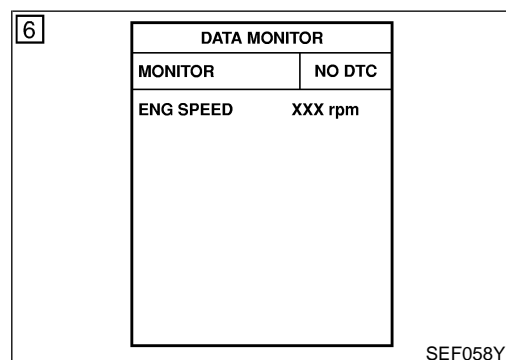 6
DATA MONITOR
MONITOR NO DTC
ENG SPEED XXX rpm
SEF058Y